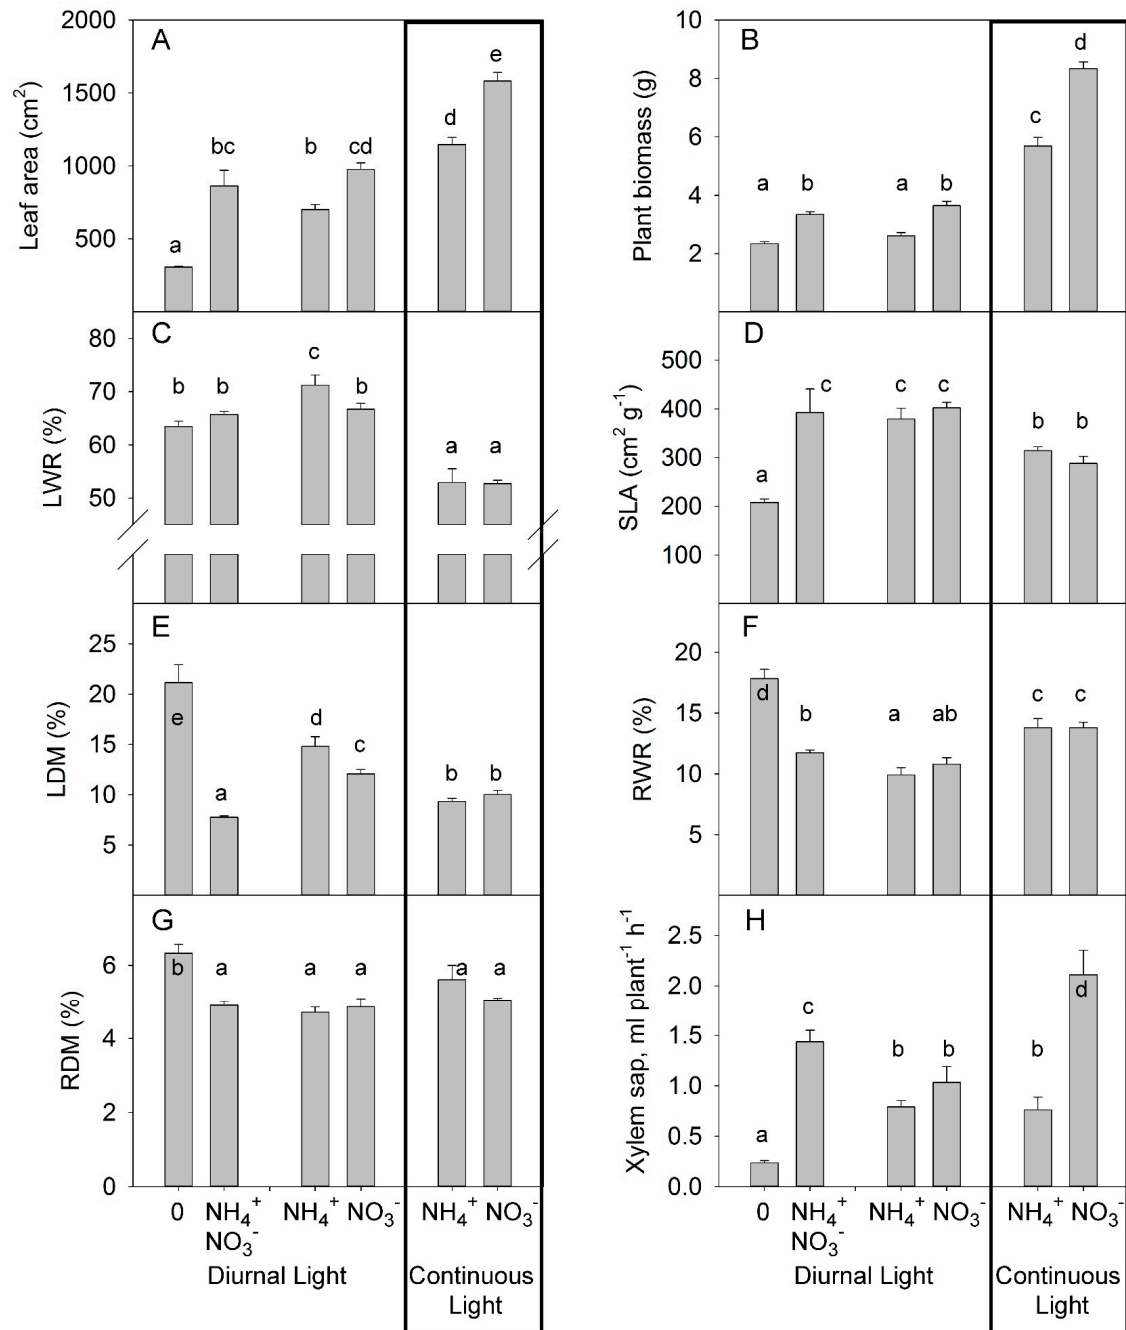 A
Leaf area (cm²)
2000
1500
1000
500
a
bc
b
cd
d
e
B
Plant biomass (g)
10
8
6
4
2
a
b
a
b
c
d
C
LWR (%)
80
70
60
50
b
b
c
b
a
a
D
SLA (cm² g⁻¹)
500
400
300
200
100
a
c
c
c
b
b
E
LDM (%)
25
20
15
10
5
e
a
d
c
b
b
F
RWR (%)
20
15
10
5
d
b
a
ab
c
c
G
RDM (%)
6
4
2
0
b
a
a
a
a
a
0
NH₄⁺
NO₃⁻
NH₄⁺
NO₃⁻
NH₄⁺
NO₃⁻
Diurnal Light
Continuous
Light
H
Xylem sap, ml plant⁻¹ h⁻¹
2.5
2.0
1.5
1.0
0.5
0.0
a
c
b
b
b
d
0
NH₄⁺
NO₃⁻
NH₄⁺
NO₃⁻
NH₄⁺
NO₃⁻
Diurnal Light
Continuous
Light